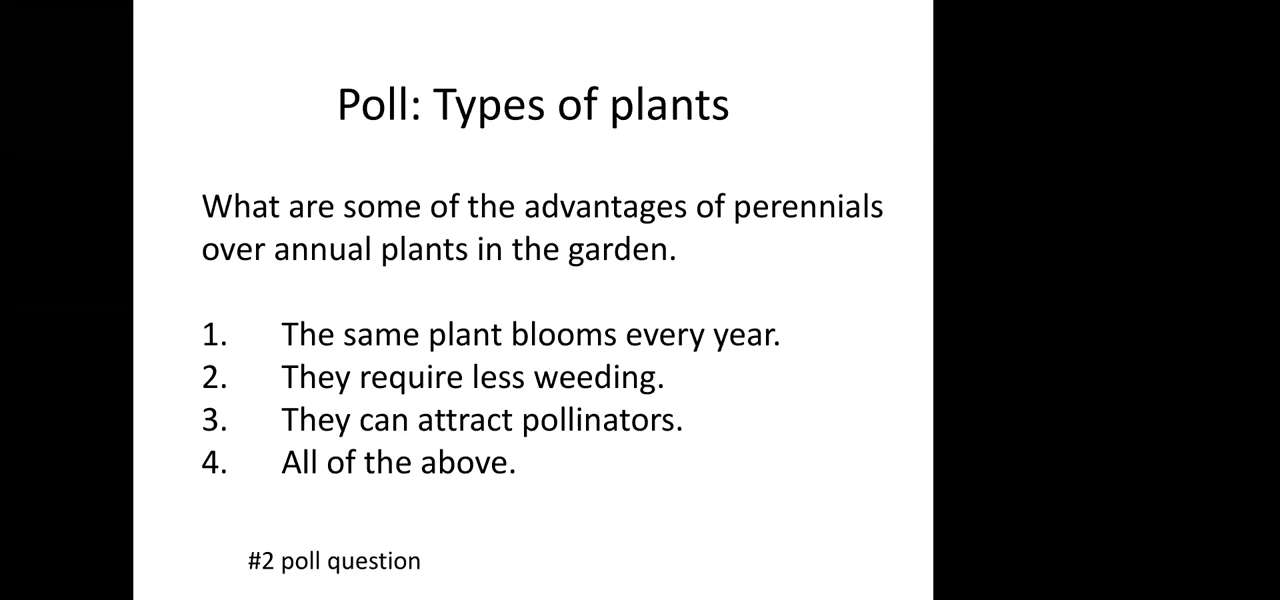 Poll: Types of plants
What are some of the advantages of perennials
over annual plants in the garden.
1. The same plant blooms every year.
2. They require less weeding.
3. They can attract pollinators.
4. All of the above.
#2 poll question